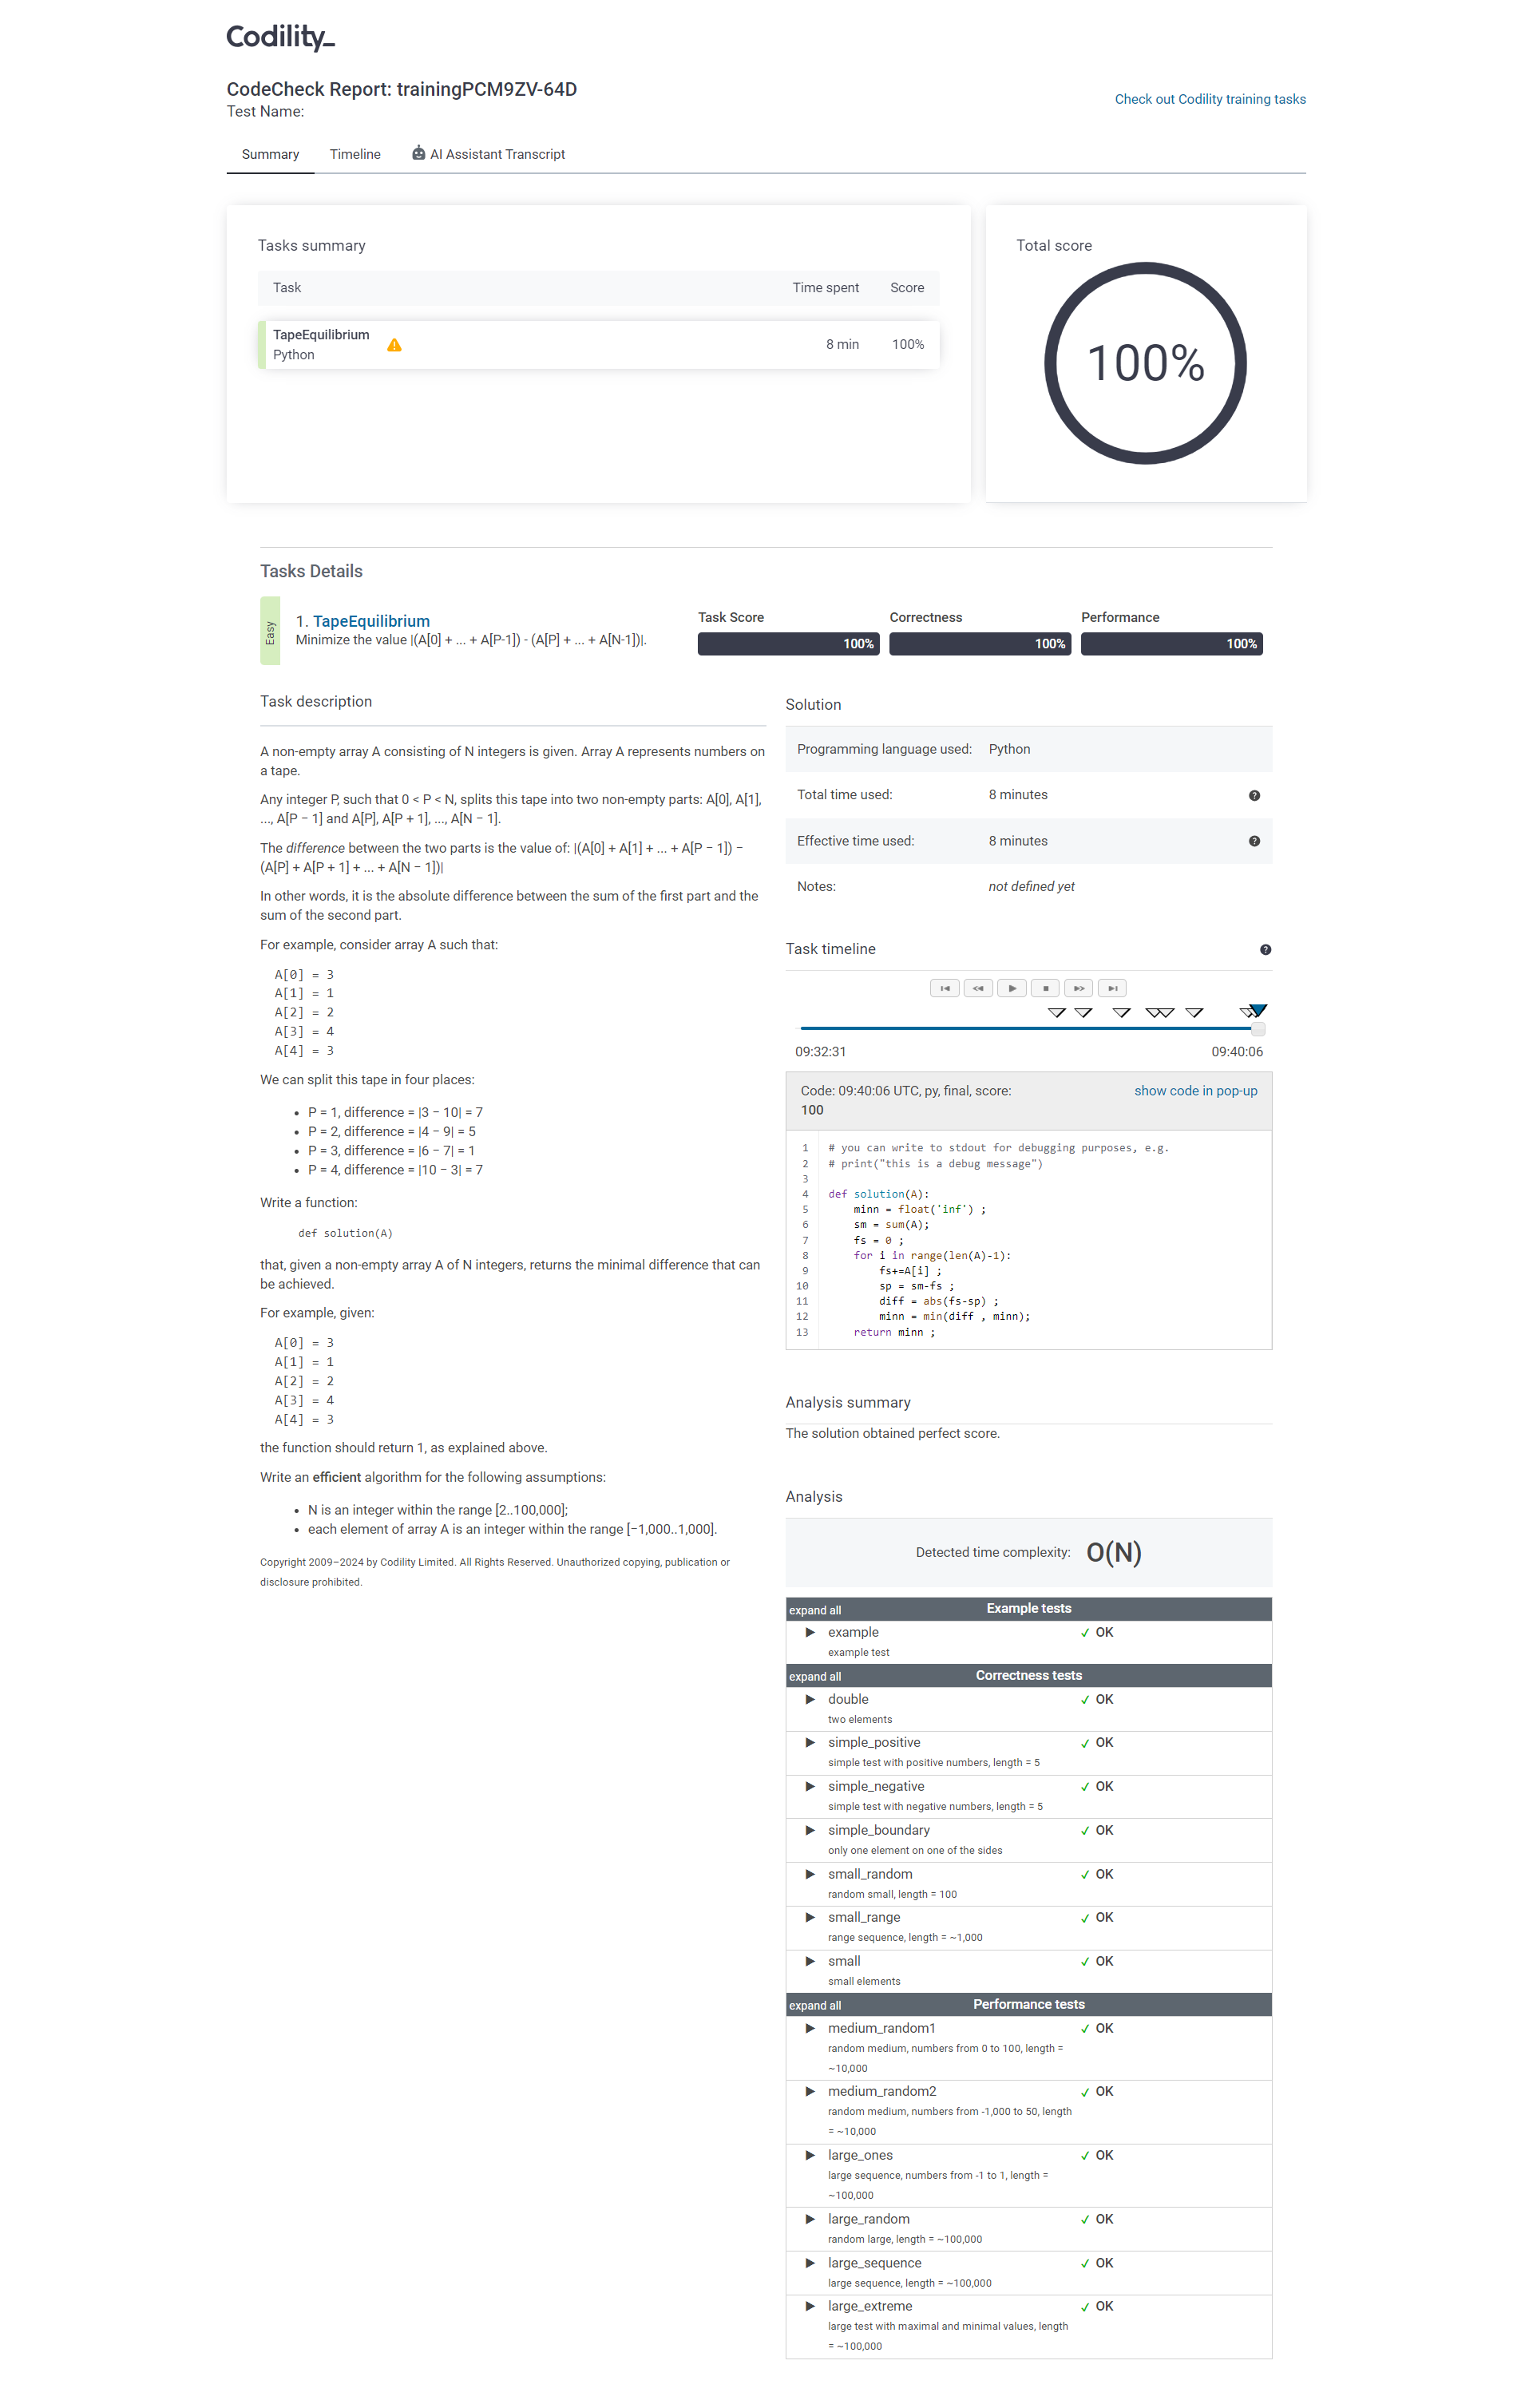 Codility_
CodeCheck Report: trainingPCM9ZV-64D
Test Name:
Check out Codility training tasks
Summary
Timeline
AI Assistant Transcript
Tasks summary
Task Time spent Score
TapeEquilibrium
Python
8 min 100%
Total score
100%
Tasks Details
Easy
1. TapeEquilibrium
Minimize the value |(A[0] + ... + A[P-1]) - (A[P] + ... + A[N-1])|.
Task Score
100%
Correctness
100%
Performance
100%
Task description
A non-empty array A consisting of N integers is given. Array A represents numbers on
a tape.
Any integer P, such that 0 < P < N, splits this tape into two non-empty parts: A[0], A[1],
..., A[P − 1] and A[P], A[P + 1], ..., A[N − 1].
The difference between the two parts is the value of: |(A[0] + A[1] + ... + A[P − 1]) −
(A[P] + A[P + 1] + ... + A[N − 1])|
In other words, it is the absolute difference between the sum of the first part and the
sum of the second part.
For example, consider array A such that:
A[0] = 3
A[1] = 1
A[2] = 2
A[3] = 4
A[4] = 3
We can split this tape in four places:
• P = 1, difference = |3 − 10| = 7
• P = 2, difference = |4 − 9| = 5
• P = 3, difference = |6 − 7| = 1
• P = 4, difference = |10 − 3| = 7
Write a function:
def solution(A)
that, given a non-empty array A of N integers, returns the minimal difference that can
be achieved.
For example, given:
A[0] = 3
A[1] = 1
A[2] = 2
A[3] = 4
A[4] = 3
the function should return 1, as explained above.
Write an efficient algorithm for the following assumptions:
• N is an integer within the range [2..100,000];
• each element of array A is an integer within the range [−1,000..1,000].
Copyright 2009–2024 by Codility Limited. All Rights Reserved. Unauthorized copying, publication or
disclosure prohibited.
Solution
Programming language used: Python
Total time used: 8 minutes
Effective time used: 8 minutes
Notes: not defined yet
Task timeline
09:32:31 09:40:06
Code: 09:40:06 UTC, py, final, score:
100
show code in pop-up
1 # you can write to stdout for debugging purposes, e.g.
2 # print("this is a debug message")
3
4 def solution(A):
5 minn = float('inf') ;
6 sm = sum(A);
7 fs = 0 ;
8 for i in range(len(A)-1):
9 fs+=A[i] ;
10 sp = sm-fs ;
11 diff = abs(fs-sp) ;
12 minn = min(diff , minn);
13 return minn ;
Analysis summary
The solution obtained perfect score.
Analysis
Detected time complexity: O(N)
expand all Example tests
example ✓ OK
example test
expand all Correctness tests
double ✓ OK
two elements
simple_positive ✓ OK
simple test with positive numbers, length = 5
simple_negative ✓ OK
simple test with negative numbers, length = 5
simple_boundary ✓ OK
only one element on one of the sides
small_random ✓ OK
random small, length = 100
small_range ✓ OK
range sequence, length = ~1,000
small ✓ OK
small elements
expand all Performance tests
medium_random1 ✓ OK
random medium, numbers from 0 to 100, length =
~10,000
medium_random2 ✓ OK
random medium, numbers from -1,000 to 50, length
= ~10,000
large_ones ✓ OK
large sequence, numbers from -1 to 1, length =
~100,000
large_random ✓ OK
random large, length = ~100,000
large_sequence ✓ OK
large sequence, length = ~100,000
large_extreme ✓ OK
large test with maximal and minimal values, length
= ~100,000